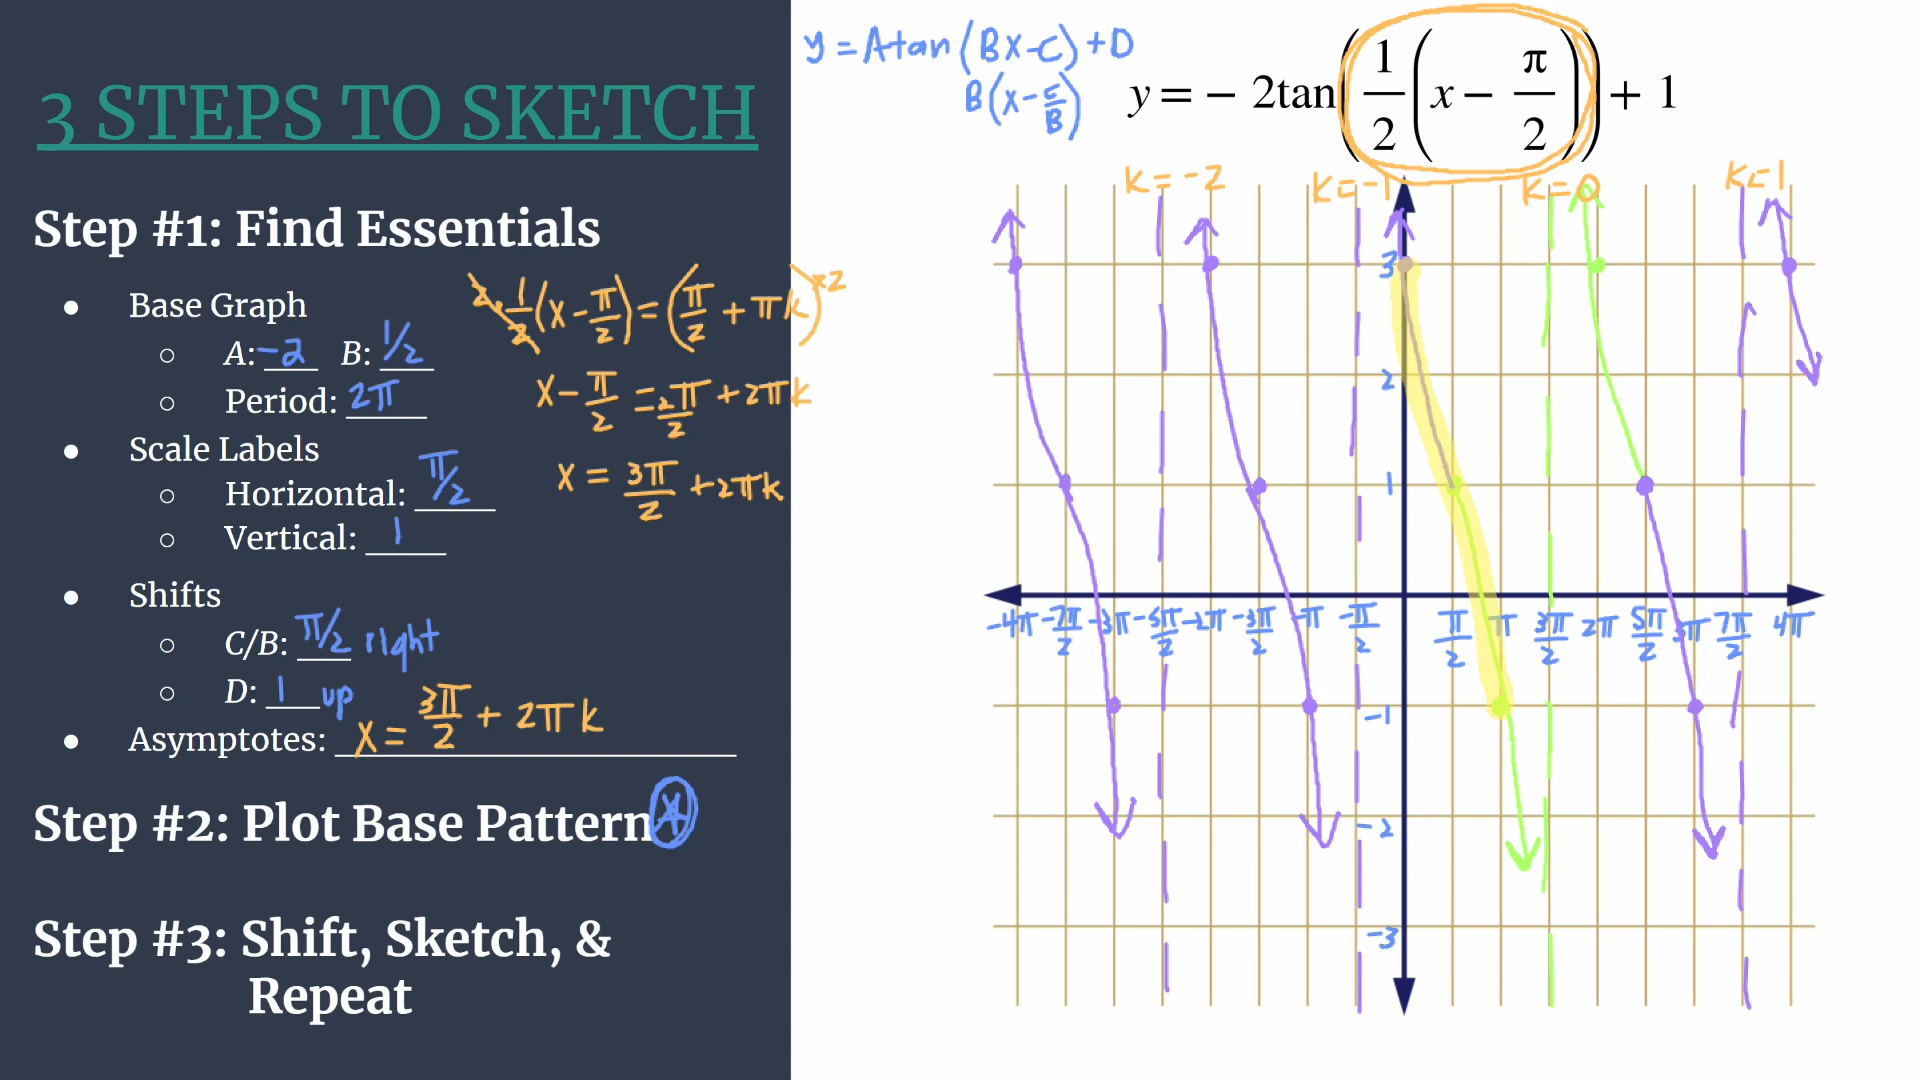 3 STEPS TO SKETCH
Step #1: Find Essentials
● Base Graph
○ A: -2 B: 1/2
○ Period: 2π
● Scale Labels
○ Horizontal: π/2
○ Vertical: 1
● Shifts
○ C/B: π/2 right
○ D: 1 up
● Asymptotes: x = 3π/2 + 2πk
Step #2: Plot Base Pattern A
Step #3: Shift, Sketch, &
Repeat
2 · 1/2 (x - π/2) = (π/2 + πk) x2
x - π/2 = 2π/2 + 2πk
x = 3π/2 + 2πk
y = A tan (Bx - C) + D
B(x - C/B)
y = − 2tan(1/2(x − π/2)) + 1
k = -2 k = -1 k = 0 k = 1
3
2
1
-4π -7π/2 -3π -5π/2 -2π -3π/2 -π -π/2 π/2 π 3π/2 2π 5π/2 3π 7π/2 4π
-1
-2
-3